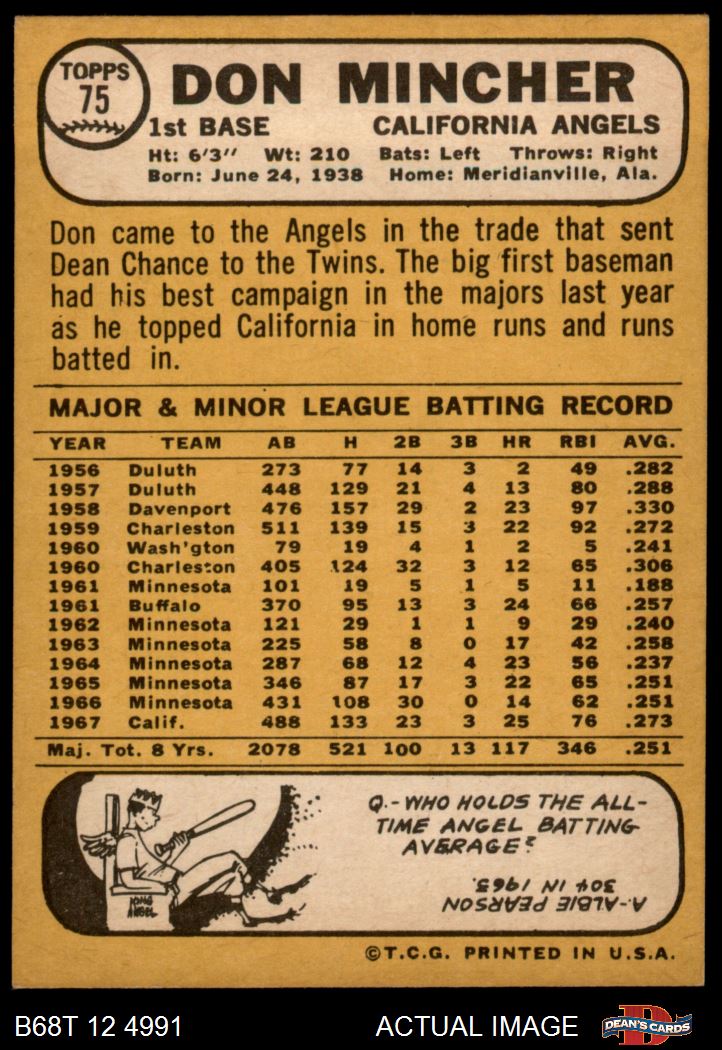 TOPPS
75
DON MINCHER
1st BASE CALIFORNIA ANGELS
Ht: 6'3" Wt: 210 Bats: Left Throws: Right
Born: June 24, 1938 Home: Meridianville, Ala.
Don came to the Angels in the trade that sent
Dean Chance to the Twins. The big first baseman
had his best campaign in the majors last year
as he topped California in home runs and runs
batted in.
MAJOR & MINOR LEAGUE BATTING RECORD
YEAR TEAM AB H 2B 3B HR RBI AVG.
1956 Duluth 273 77 14 3 2 49 .282
1957 Duluth 448 129 21 4 13 80 .288
1958 Davenport 476 157 29 2 23 97 .330
1959 Charleston 511 139 15 3 22 92 .272
1960 Wash'gton 79 19 4 1 2 5 .241
1960 Charleston 405 124 32 3 12 65 .306
1961 Minnesota 101 19 5 1 5 11 .188
1961 Buffalo 370 95 13 3 24 66 .257
1962 Minnesota 121 29 1 1 9 29 .240
1963 Minnesota 225 58 8 0 17 42 .258
1964 Minnesota 287 68 12 4 23 56 .237
1965 Minnesota 346 87 17 3 22 65 .251
1966 Minnesota 431 108 30 0 14 62 .251
1967 Calif. 488 133 23 3 25 76 .273
Maj. Tot. 8 Yrs. 2078 521 100 13 117 346 .251
Q.-WHO HOLDS THE ALL-
TIME ANGEL BATTING
AVERAGE?
A-ALBIE PEARSON
.304 IN 1963.
KING
ANGEL
©T.C.G. PRINTED IN U.S.A.
B68T 12 4991 ACTUAL IMAGE
D
DEAN'S CARDS